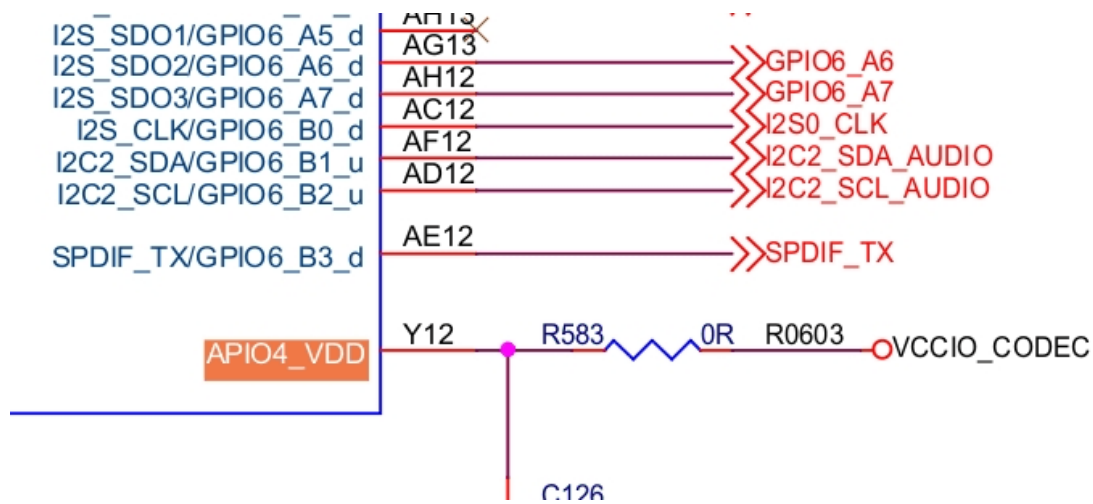 AH13
I2S_SDO1/GPIO6_A5_d
AG13
I2S_SDO2/GPIO6_A6_d GPIO6_A6
AH12
I2S_SDO3/GPIO6_A7_d GPIO6_A7
AC12
I2S_CLK/GPIO6_B0_d I2S0_CLK
AF12
I2C2_SDA/GPIO6_B1_u I2C2_SDA_AUDIO
AD12
I2C2_SCL/GPIO6_B2_u I2C2_SCL_AUDIO
AE12
SPDIF_TX/GPIO6_B3_d SPDIF_TX
Y12 R583 0R R0603
APIO4_VDD VCCIO_CODEC
C126